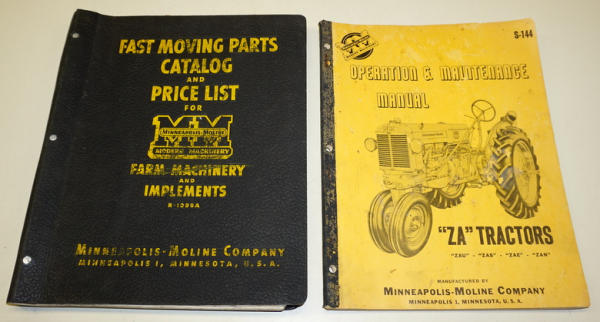 FAST MOVING PARTS
CATALOG
AND
PRICE LIST
FOR
MM
MINNEAPOLIS-MOLINE
MODERN MACHINERY
FARM MACHINERY
AND
IMPLEMENTS
MINNEAPOLIS-MOLINE COMPANY
MINNEAPOLIS 1, MINNESOTA, U.S.A.
S-144
OPERATION & MAINTENANCE
MANUAL
"ZA" TRACTORS
"ZAU" - "ZAS" - "ZAE" - "ZAN"
MANUFACTURED BY
MINNEAPOLIS-MOLINE COMPANY
MINNEAPOLIS 1, MINNESOTA, U.S.A.